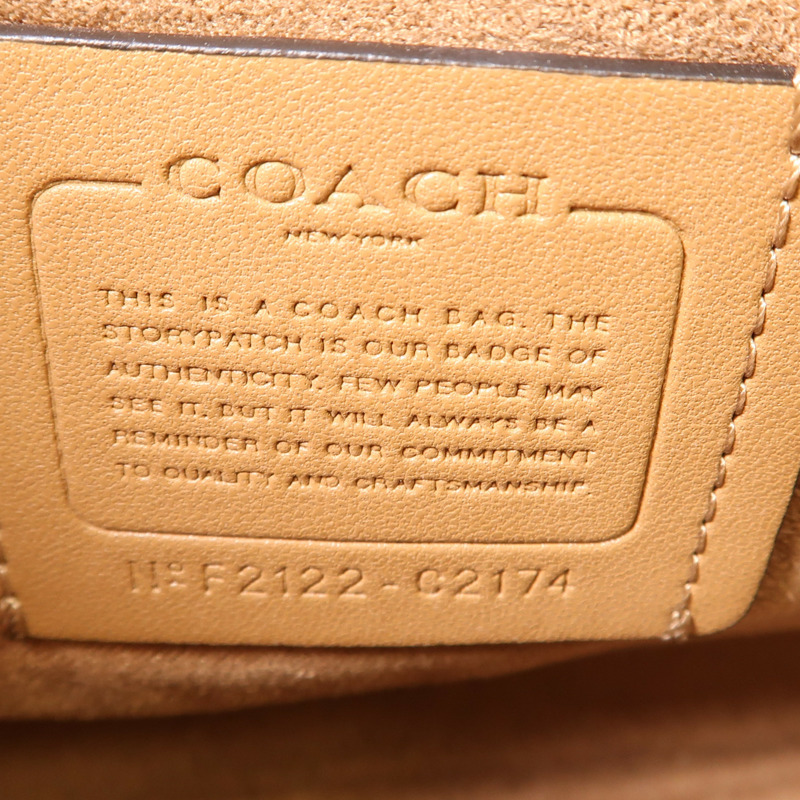 COACH
NEW YORK
THIS IS A COACH BAG. THE
STORYPATCH IS OUR BADGE OF
AUTHENTICITY. FEW PEOPLE MAY
SEE IT. BUT IT WILL ALWAYS BE A
REMINDER OF OUR COMMITMENT
TO QUALITY AND CRAFTSMANSHIP.
Nº F2122-C2174